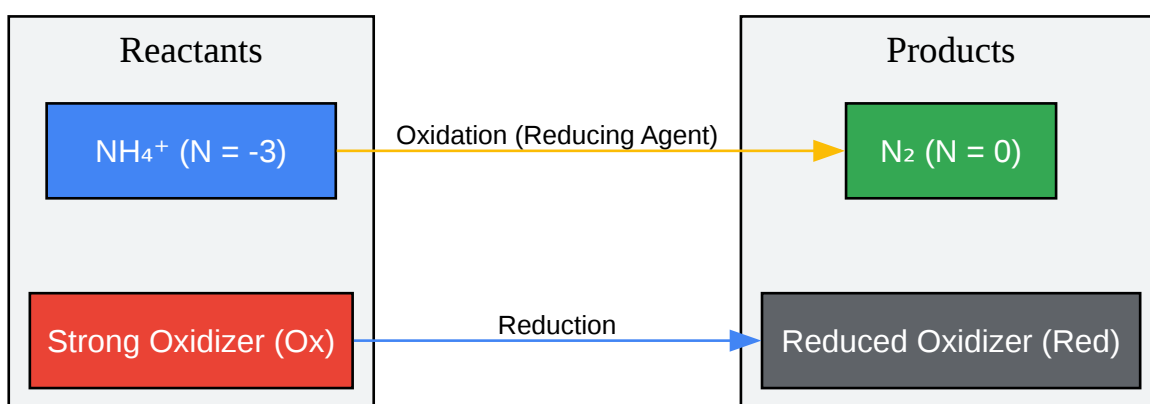 Reactants
Products
NH₄⁺ (N = -3)
Oxidation (Reducing Agent)
N₂ (N = 0)
Strong Oxidizer (Ox)
Reduction
Reduced Oxidizer (Red)